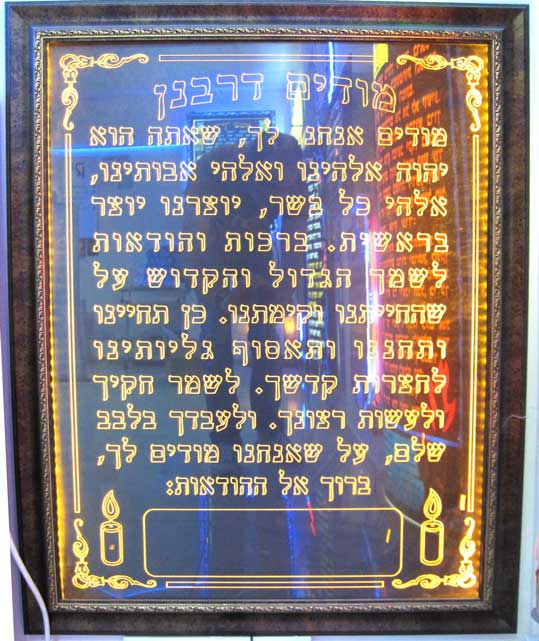 מודים דרבנן
מודים אנחנו לך, שאתה הוא
יהוה אלהינו ואלהי אבותינו,
אלהי כל בשר, יוצרנו יוצר
בראשית. ברכות והודאות
לשמך הגדול והקדוש על
שהחייתנו וקימתנו. כן תחיינו
ותחננו ותאסוף גליותינו
לחצרות קדשך. לשמר חקיך
ולעשות רצונך. ולעבדך בלבב
שלם, על שאנחנו מודים לך,
ברוך אל ההודאות: